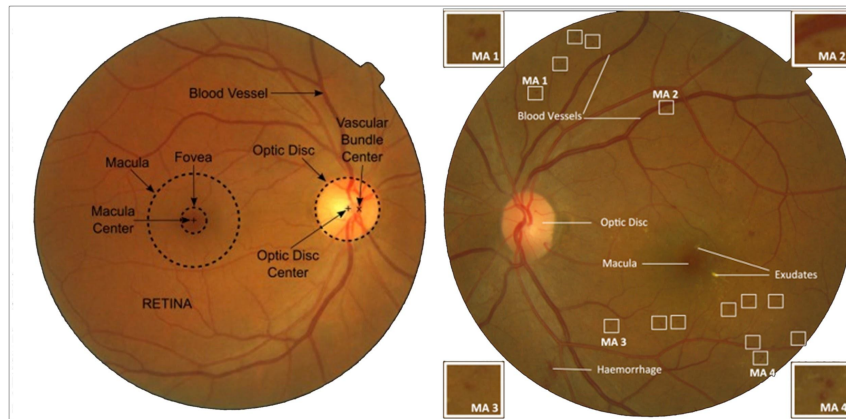 Blood Vessel
Vascular
Bundle
Center
Optic Disc
Fovea
Macula
Macula
Center
Optic Disc
Center
RETINA
MA 1
MA 2
MA 1
MA 2
Blood Vessels
Optic Disc
Macula
Exudates
MA 3
Haemorrhage
MA 4
MA 3
MA 4